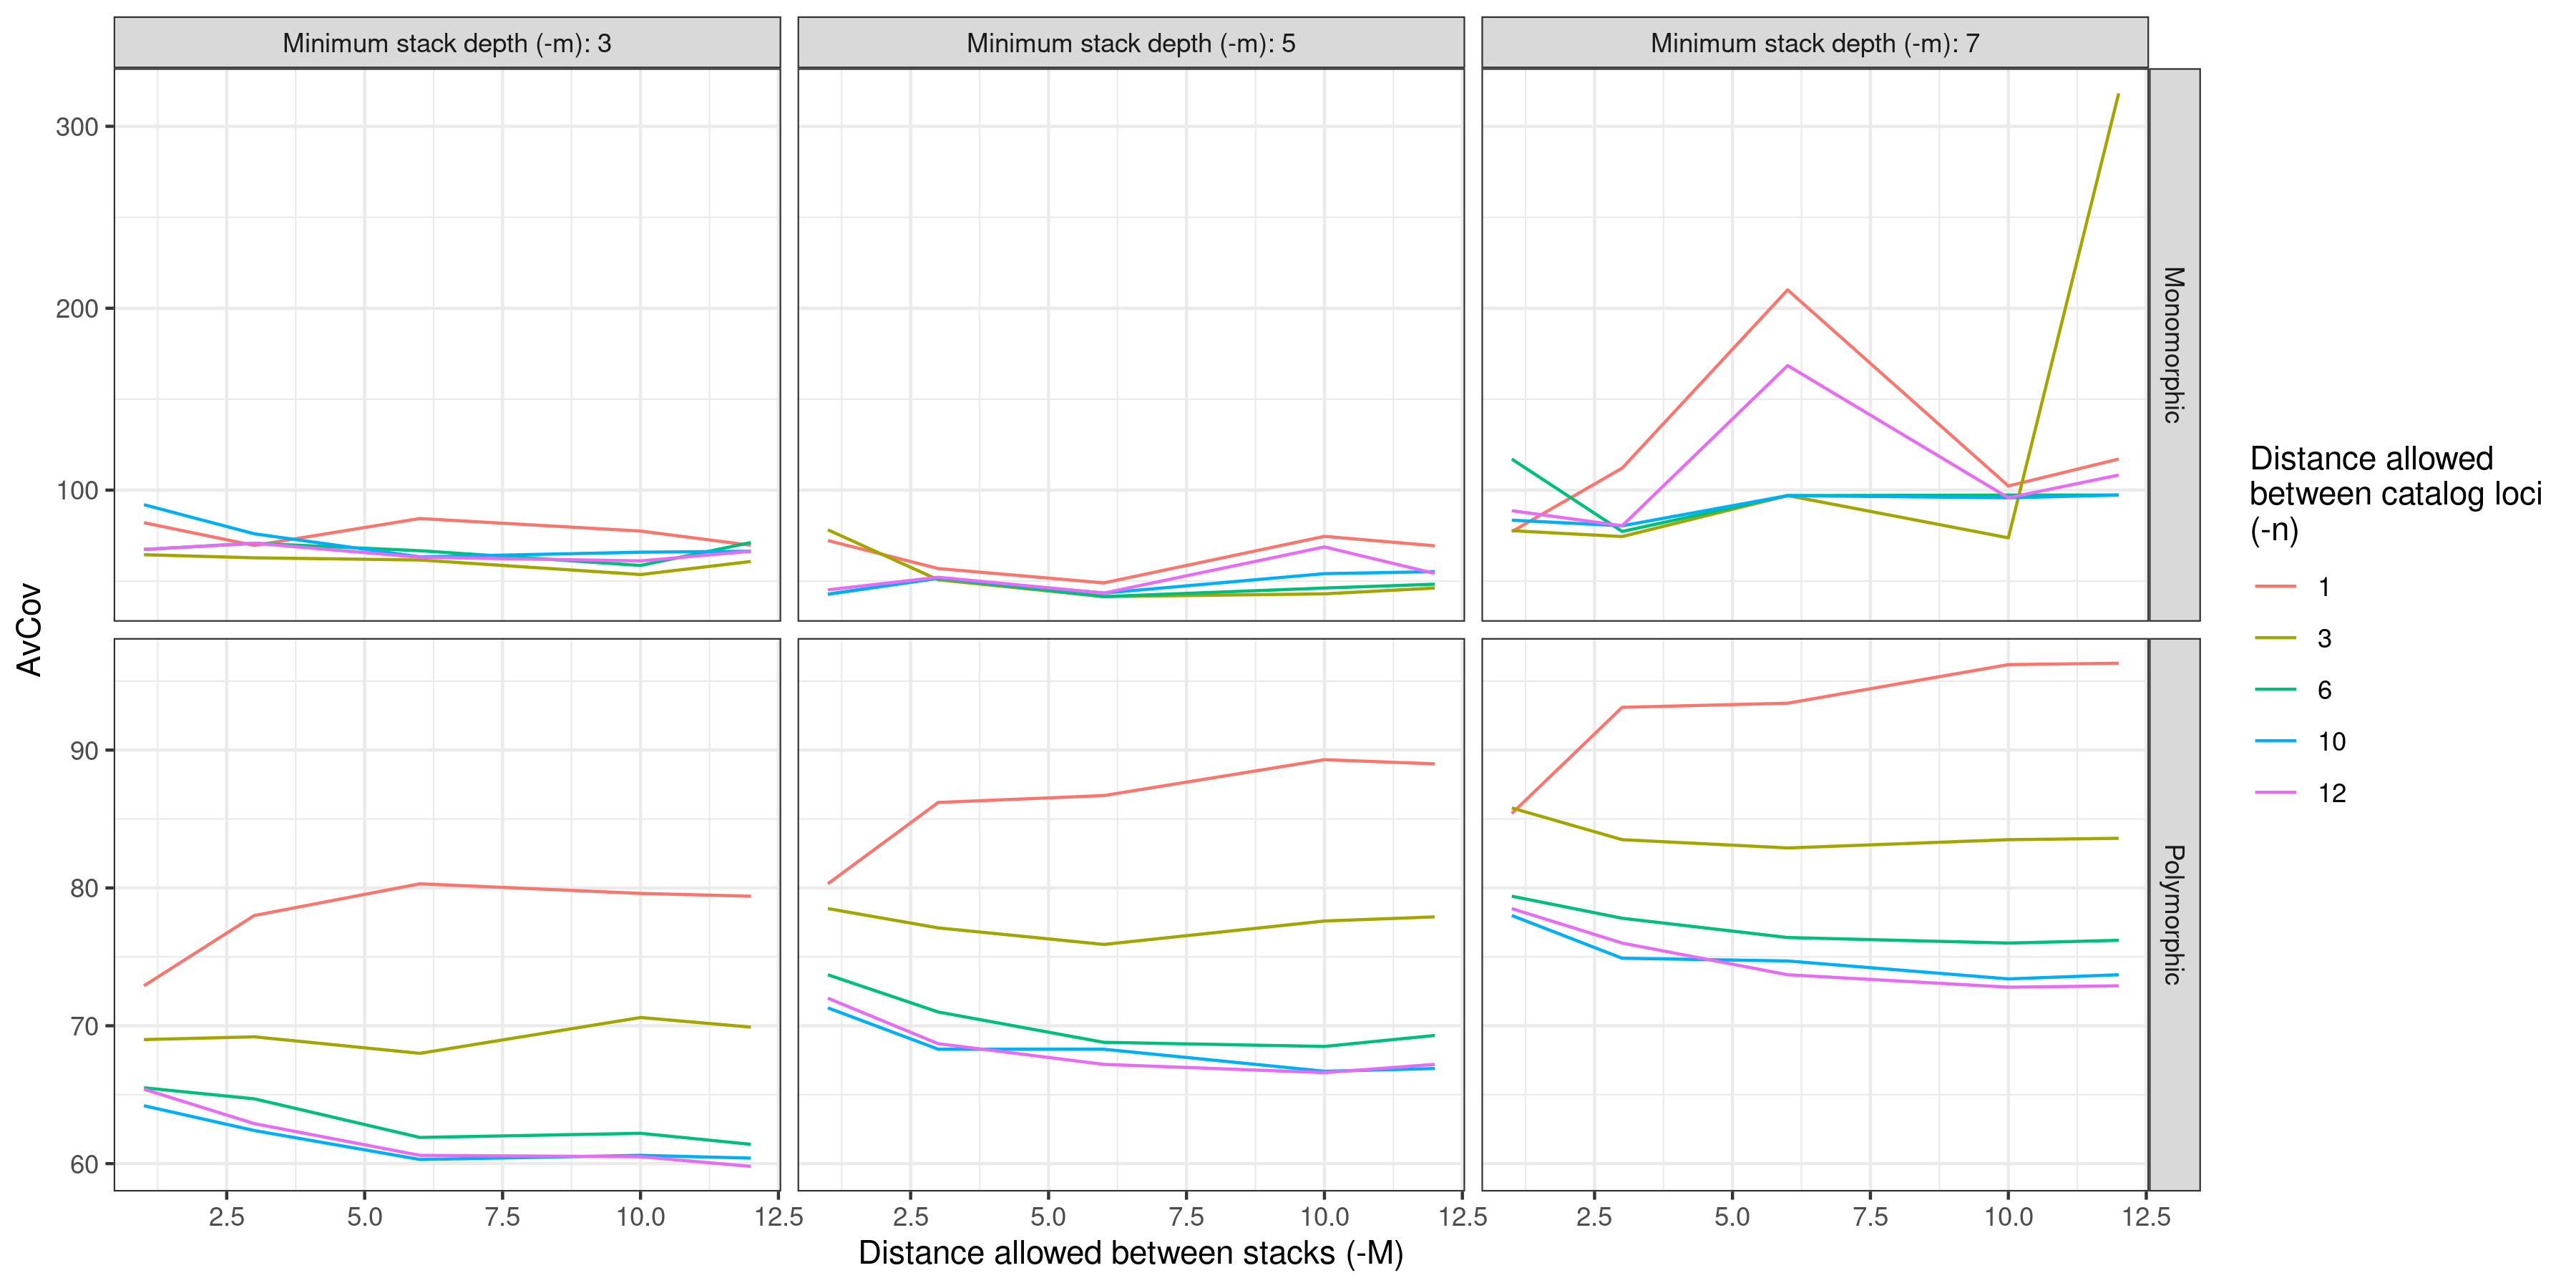 Minimum stack depth (-m): 3
Minimum stack depth (-m): 5
Minimum stack depth (-m): 7
300
200
100
Monomorphic
AvCov
90
80
70
60
Polymorphic
2.5 5.0 7.5 10.0 12.5
2.5 5.0 7.5 10.0 12.5
2.5 5.0 7.5 10.0 12.5
Distance allowed between stacks (-M)
Distance allowed
between catalog loci
(-n)
1
3
6
10
12